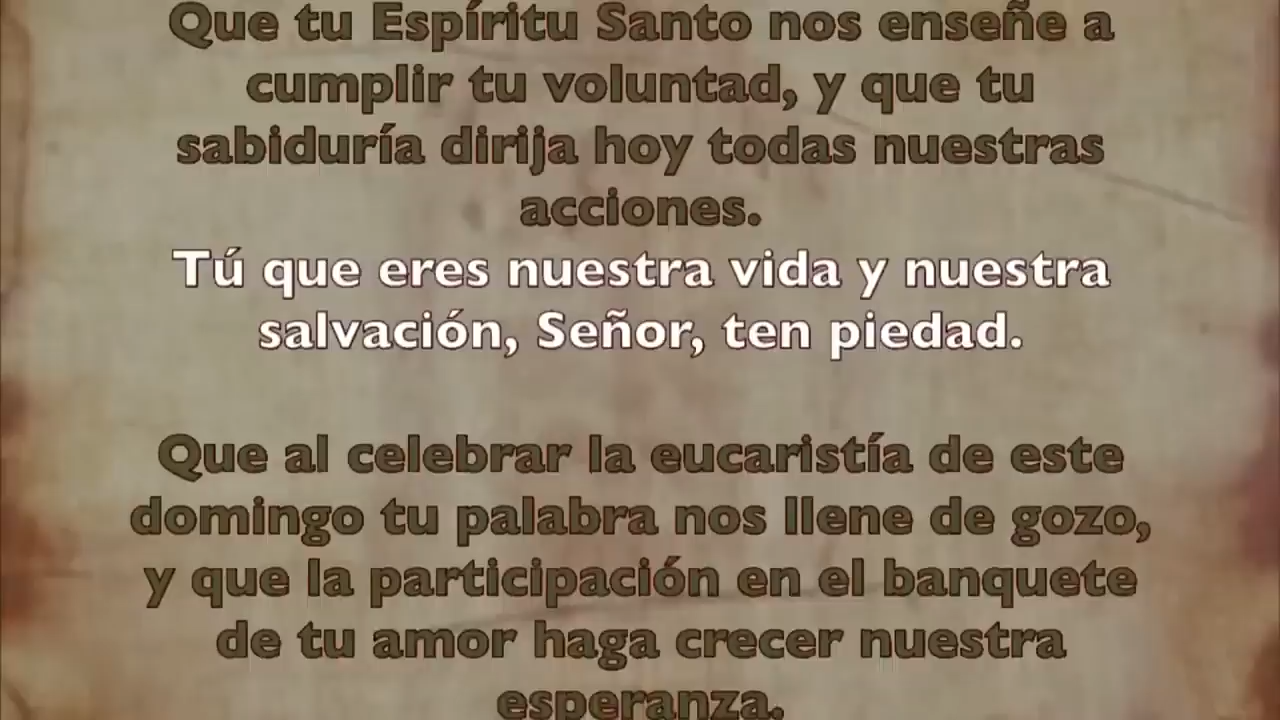 Que tu Espíritu Santo nos enseñe a
cumplir tu voluntad, y que tu
sabiduría dirija hoy todas nuestras
acciones.
Tú que eres nuestra vida y nuestra
salvación, Señor, ten piedad.
Que al celebrar la eucaristía de este
domingo tu palabra nos llene de gozo,
y que la participación en el banquete
de tu amor haga crecer nuestra
esperanza.